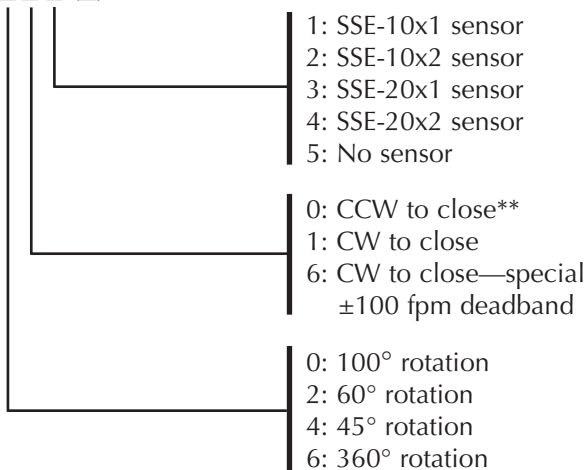 1: SSE-10x1 sensor
2: SSE-10x2 sensor
3: SSE-20x1 sensor
4: SSE-20x2 sensor
5: No sensor
0: CCW to close**
1: CW to close
6: CW to close—special
±100 fpm deadband
0: 100° rotation
2: 60° rotation
4: 45° rotation
6: 360° rotation